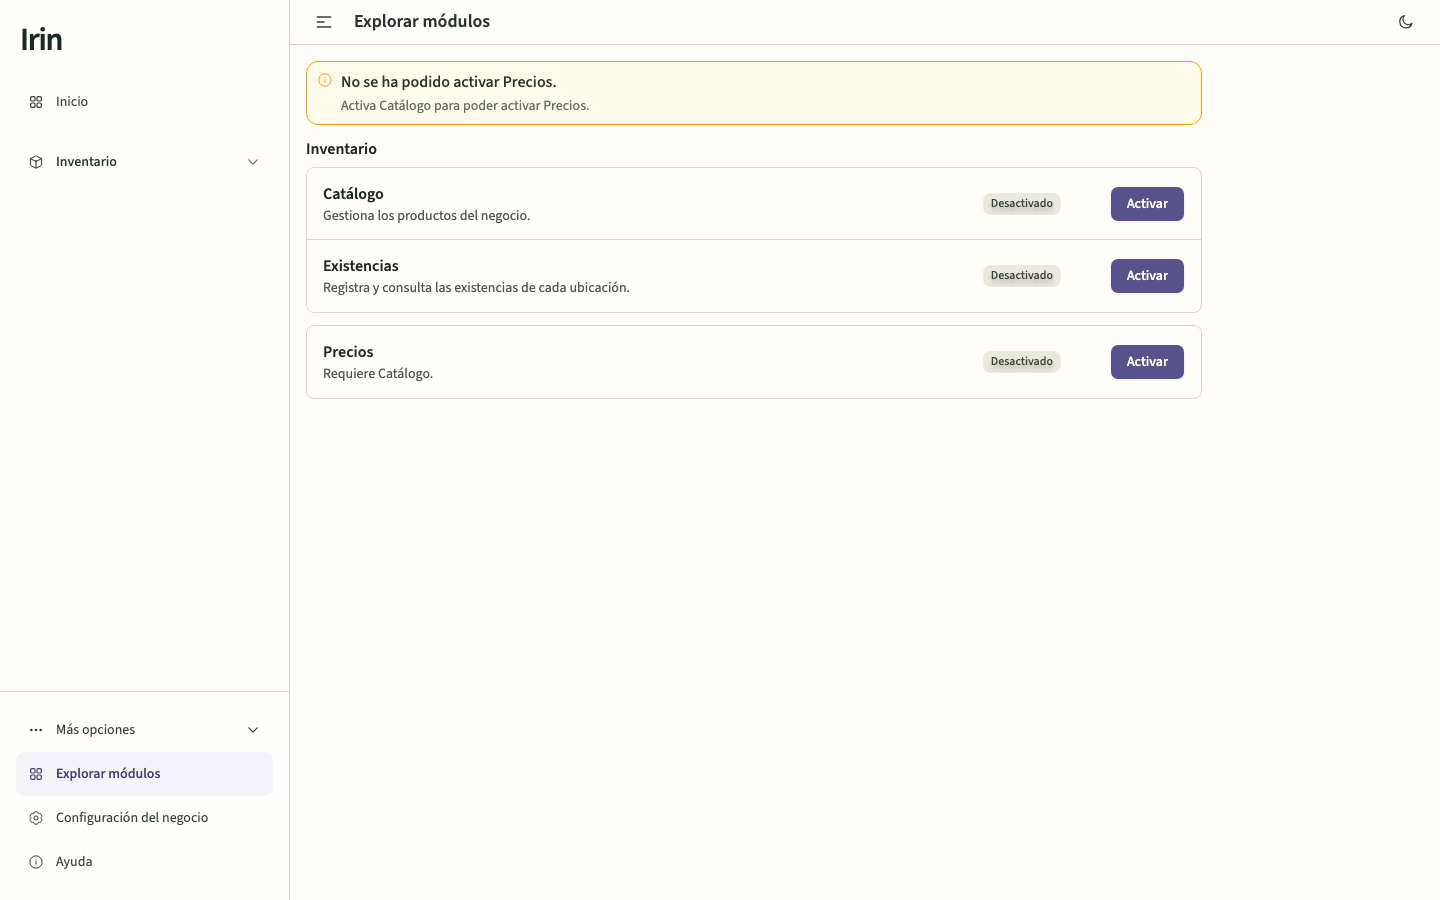 Irin
Inicio
Inventario
Más opciones
Explorar módulos
Configuración del negocio
Ayuda
Explorar módulos
No se ha podido activar Precios.
Activa Catálogo para poder activar Precios.
Inventario
Catálogo
Gestiona los productos del negocio.
Desactivado
Activar
Existencias
Registra y consulta las existencias de cada ubicación.
Desactivado
Activar
Precios
Requiere Catálogo.
Desactivado
Activar